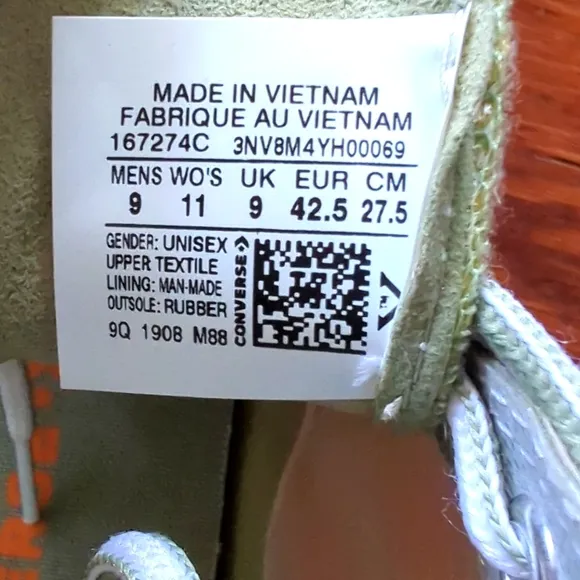 MADE IN VIETNAM
FABRIQUE AU VIETNAM
167274C 3NV8M4YH00069
MENS WO'S UK EUR CM
9 11 9 42.5 27.5
GENDER: UNISEX
UPPER TEXTILE
LINING: MAN-MADE
OUTSOLE: RUBBER
9Q 1908 M88
CONVERSE